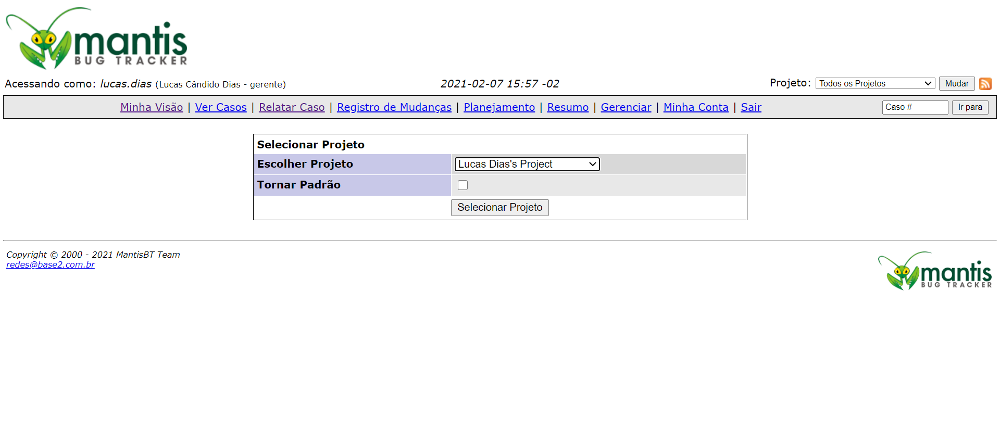 mantis
BUG TRACKER
Acessando como: lucas.dias (Lucas Cândido Dias - gerente)
2021-02-07 15:57 -02
Projeto: Todos os Projetos Mudar
Minha Visão | Ver Casos | Relatar Caso | Registro de Mudanças | Planejamento | Resumo | Gerenciar | Minha Conta | Sair
Caso # Ir para
Selecionar Projeto
Escolher Projeto Lucas Dias's Project
Tornar Padrão
Selecionar Projeto
Copyright © 2000 - 2021 MantisBT Team
redes@base2.com.br
mantis
BUG TRACKER